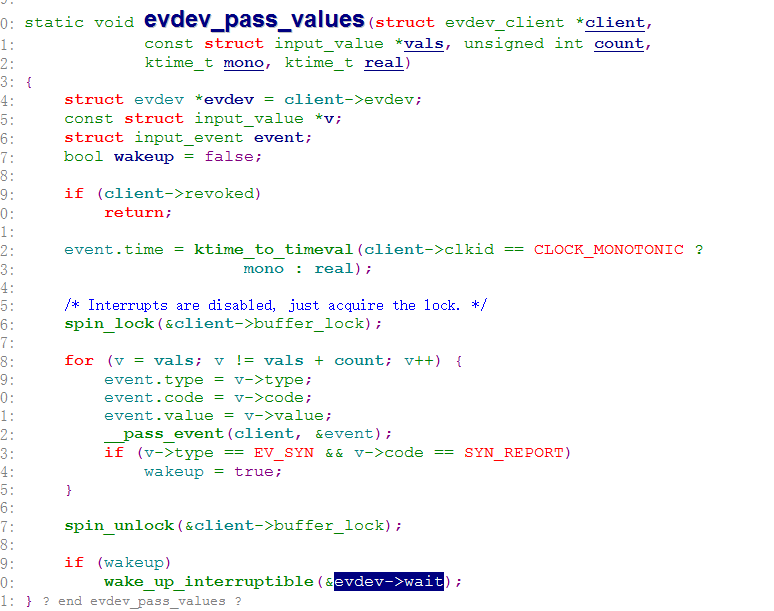 0: static void evdev_pass_values(struct evdev_client *client,
1:             const struct input_value *vals, unsigned int count,
2:             ktime_t mono, ktime_t real)
3: {
4:     struct evdev *evdev = client->evdev;
5:     const struct input_value *v;
6:     struct input_event event;
7:     bool wakeup = false;
8:
9:     if (client->revoked)
0:         return;
1:
2:     event.time = ktime_to_timeval(client->clkid == CLOCK_MONOTONIC ?
3:                       mono : real);
4:
5:     /* Interrupts are disabled, just acquire the lock. */
6:     spin_lock(&client->buffer_lock);
7:
8:     for (v = vals; v != vals + count; v++) {
9:         event.type = v->type;
0:         event.code = v->code;
1:         event.value = v->value;
2:         __pass_event(client, &event);
3:         if (v->type == EV_SYN && v->code == SYN_REPORT)
4:             wakeup = true;
5:     }
6:
7:     spin_unlock(&client->buffer_lock);
8:
9:     if (wakeup)
0:         wake_up_interruptible(&evdev->wait);
1: } ? end evdev_pass_values ?